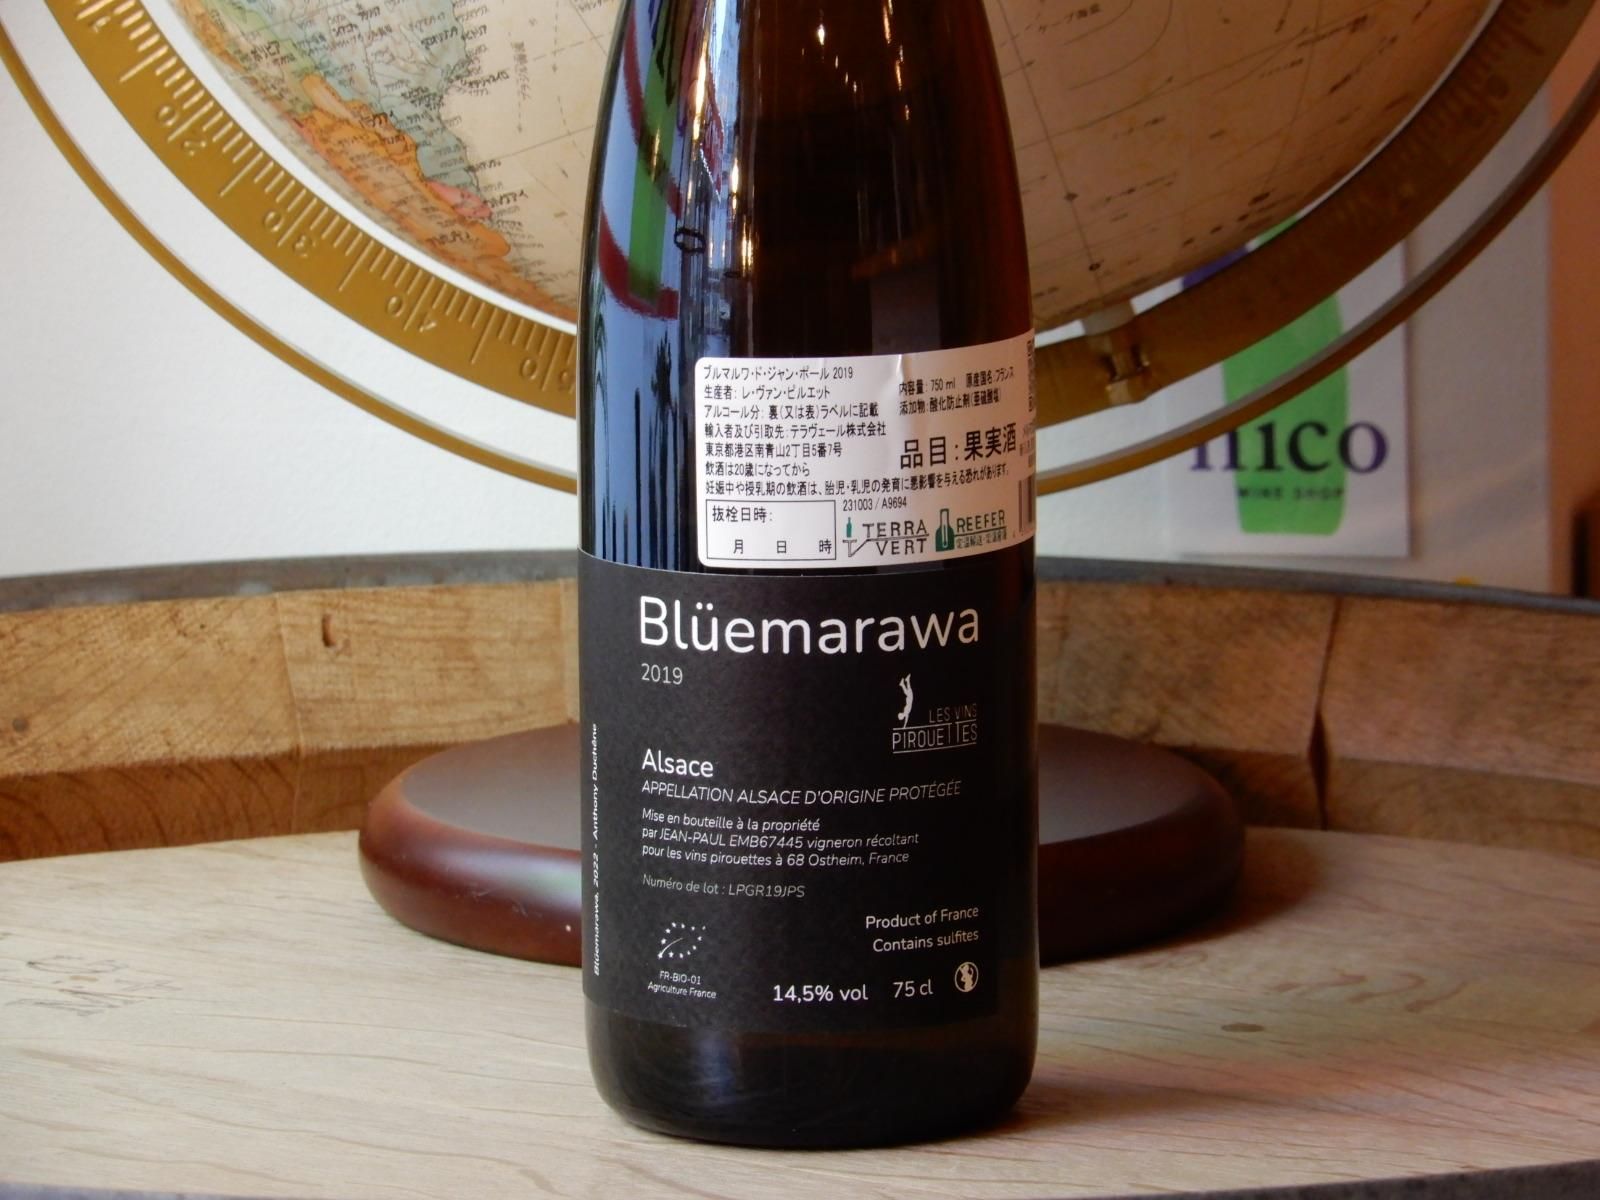 ブルマルワ・ド・ジャン・ポール 2019
生産者: レ・ヴァン・ピルエット
アルコール分: 裏(又は表)ラベルに記載
輸入者及び引取先: テラヴェール株式会社
東京都港区南青山2丁目5番7号
飲酒は20歳になってから
妊娠中や授乳期の飲酒は、胎児・乳児の発育に悪影響を与える恐れがあります。
内容量: 750 ml 原産国名:フランス
添加物:酸化防止剤(亜硫酸塩)
品目:果実酒
231003 / A9694
抜栓日時:
月 日 時
TERRA
VERT
REEFER
定温輸送・定温倉庫
Blüemarawa
2019
LES VINS
PIROUETTES
Alsace
APPELLATION ALSACE D'ORIGINE PROTÉGÉE
Mise en bouteille à la propriété
par JEAN-PAUL EMB67445 vigneron récoltant
pour les vins pirouettes à 68 Ostheim, France
Numéro de lot : LPGR19JPS
Product of France
Contains sulfites
FR-BIO-01
Agriculture France
14,5% vol 75 cl
Blüemarawa, 2022 - Anthony Duchêne
nico
WINE SHOP